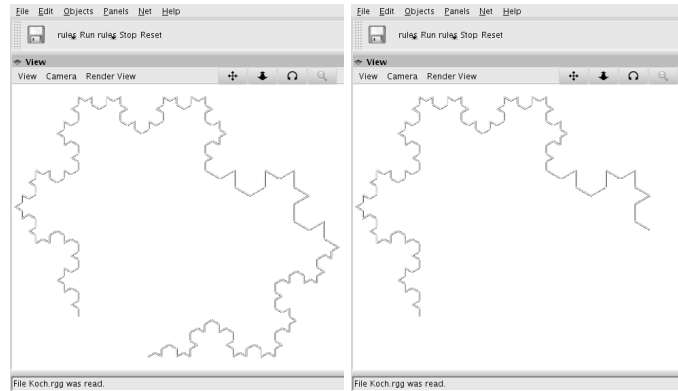 File Edit Objects Panels Net Help
rules Run rules Stop Reset
View
View Camera Render View
File Koch.rgg was read.
File Edit Objects Panels Net Help
rules Run rules Stop Reset
View
View Camera Render View
File Koch.rgg was read.